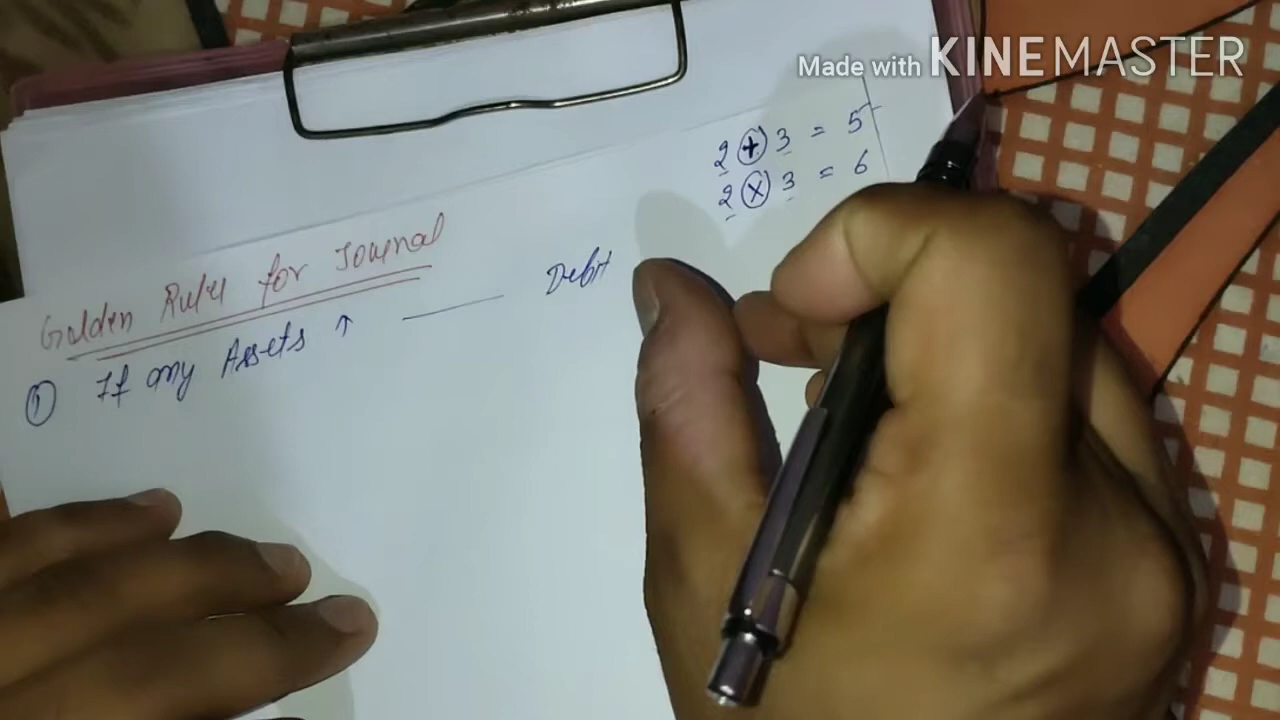 Made with KINEMASTER
2 + 3 = 5
2 × 3 = 6
Golden Rules for Journal
① If any Assets ↑ —— Debit